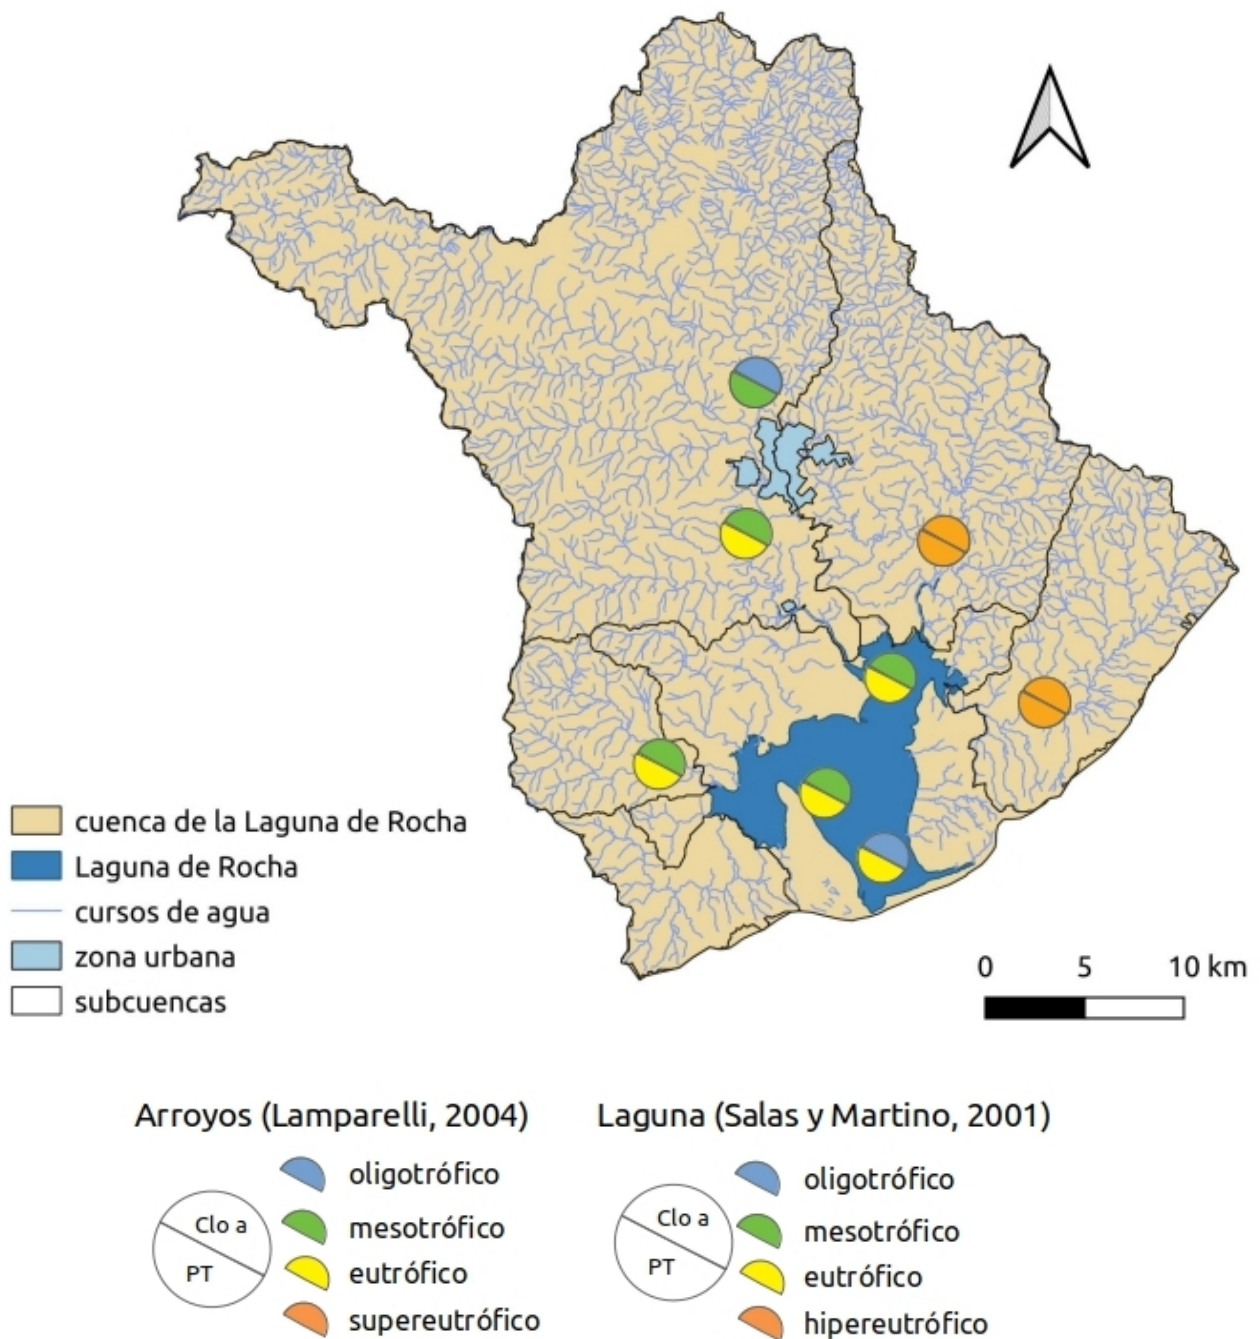 cuenca de la Laguna de Rocha
Laguna de Rocha
cursos de agua
zona urbana
subcuencas
0 5 10 km
Arroyos (Lamparelli, 2004)
Clo a
PT
oligotrófico
mesotrófico
eutrófico
supereutrófico
Laguna (Salas y Martino, 2001)
Clo a
PT
oligotrófico
mesotrófico
eutrófico
hipereutrófico